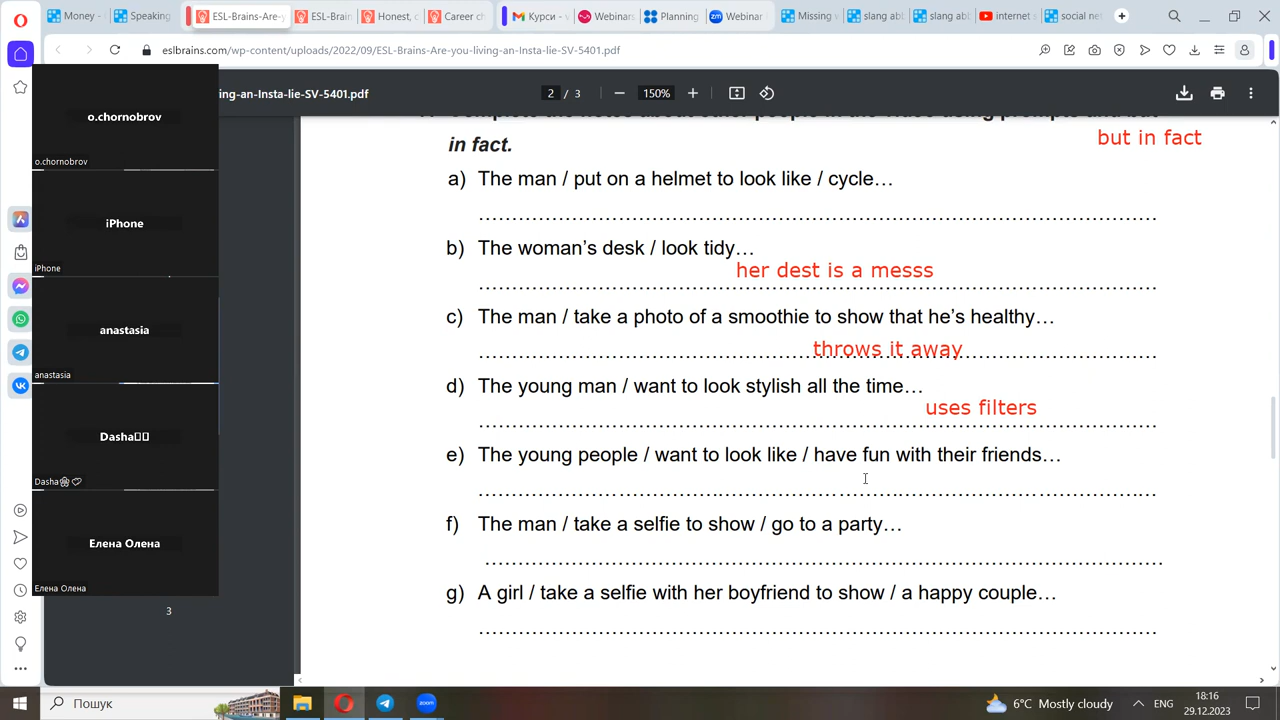 Money -
Speaking
ESL-Brains-Are-y
ESL-Brain
Honest, c
Career ch
Курси - v
Webinars
Planning
Webinar
Missing v
slang ab
slang ab
internet s
social net
eslbrains.com/wp-content/uploads/2022/09/ESL-Brains-Are-you-living-an-Insta-lie-SV-5401.pdf
ng-an-Insta-lie-SV-5401.pdf
2 / 3
150%
but in fact
in fact.
a) The man / put on a helmet to look like / cycle…
b) The woman’s desk / look tidy…
her dest is a messs
c) The man / take a photo of a smoothie to show that he’s healthy…
throws it away
d) The young man / want to look stylish all the time…
uses filters
e) The young people / want to look like / have fun with their friends…
f) The man / take a selfie to show / go to a party…
g) A girl / take a selfie with her boyfriend to show / a happy couple…
o.chornobrov
o.chornobrov
iPhone
iPhone
anastasia
anastasia
Dasha
Dasha
Елена Олена
Елена Олена
3
Пошук
6°C Mostly cloudy
ENG
18:16
29.12.2023